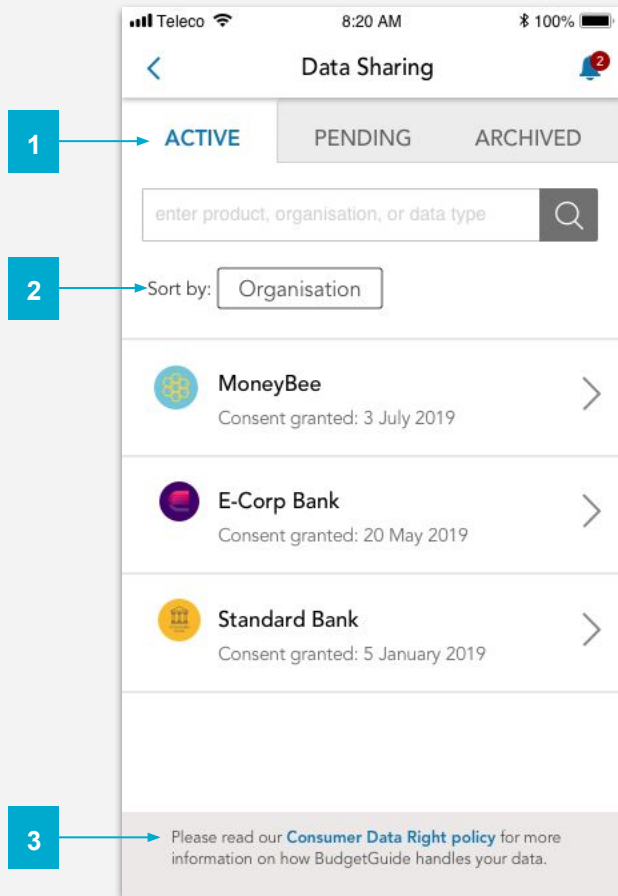 Teleco 8:20 AM 100%
Data Sharing 2
1 ACTIVE PENDING ARCHIVED
enter product, organisation, or data type
2 Sort by: Organisation
MoneyBee
Consent granted: 3 July 2019
E-Corp Bank
Consent granted: 20 May 2019
Standard Bank
Consent granted: 5 January 2019
3 Please read our Consumer Data Right policy for more
information on how BudgetGuide handles your data.